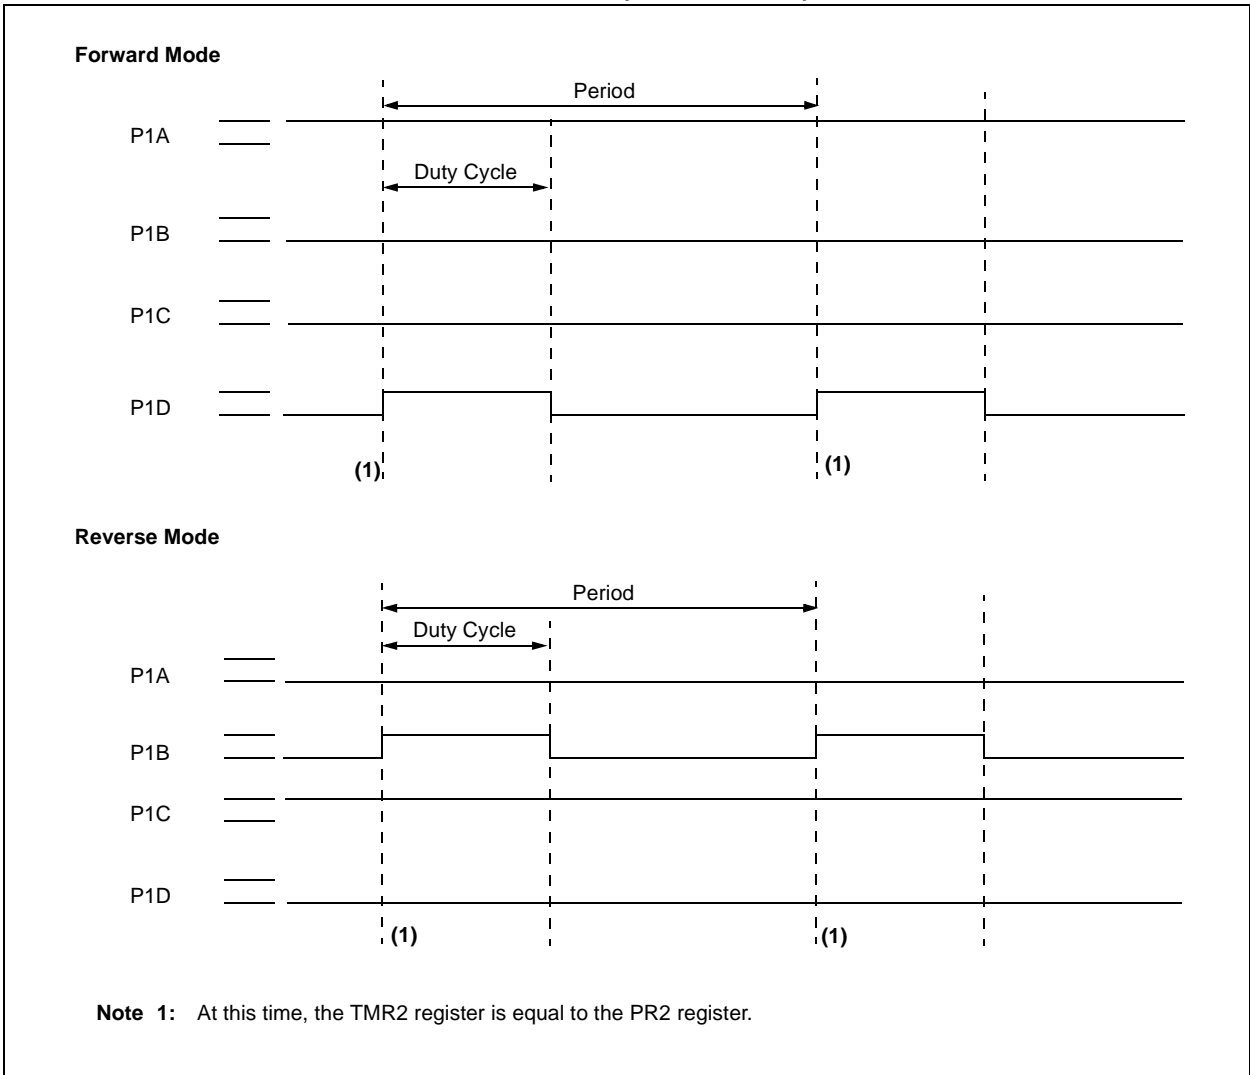 Forward Mode
Period
P1A
Duty Cycle
P1B
P1C
P1D
(1)
(1)
Reverse Mode
Period
Duty Cycle
P1A
P1B
P1C
P1D
(1)
(1)
Note 1: At this time, the TMR2 register is equal to the PR2 register.